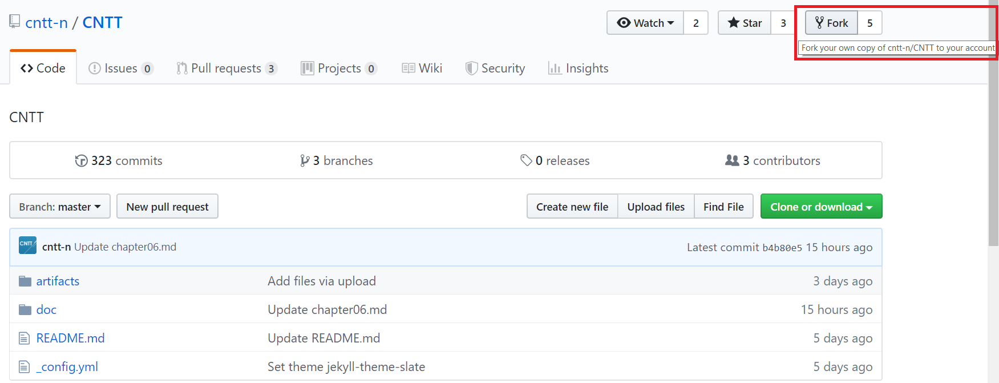 cntt-n / CNTT
Watch 2 Star 3 Fork 5
Fork your own copy of cntt-n/CNTT to your account
Code Issues 0 Pull requests 3 Projects 0 Wiki Security Insights
CNTT
323 commits 3 branches 0 releases 3 contributors
Branch: master New pull request Create new file Upload files Find File Clone or download
CNTT cntt-n Update chapter06.md Latest commit b4b80e5 15 hours ago
artifacts Add files via upload 3 days ago
doc Update chapter06.md 15 hours ago
README.md Update README.md 5 days ago
_config.yml Set theme jekyll-theme-slate 5 days ago